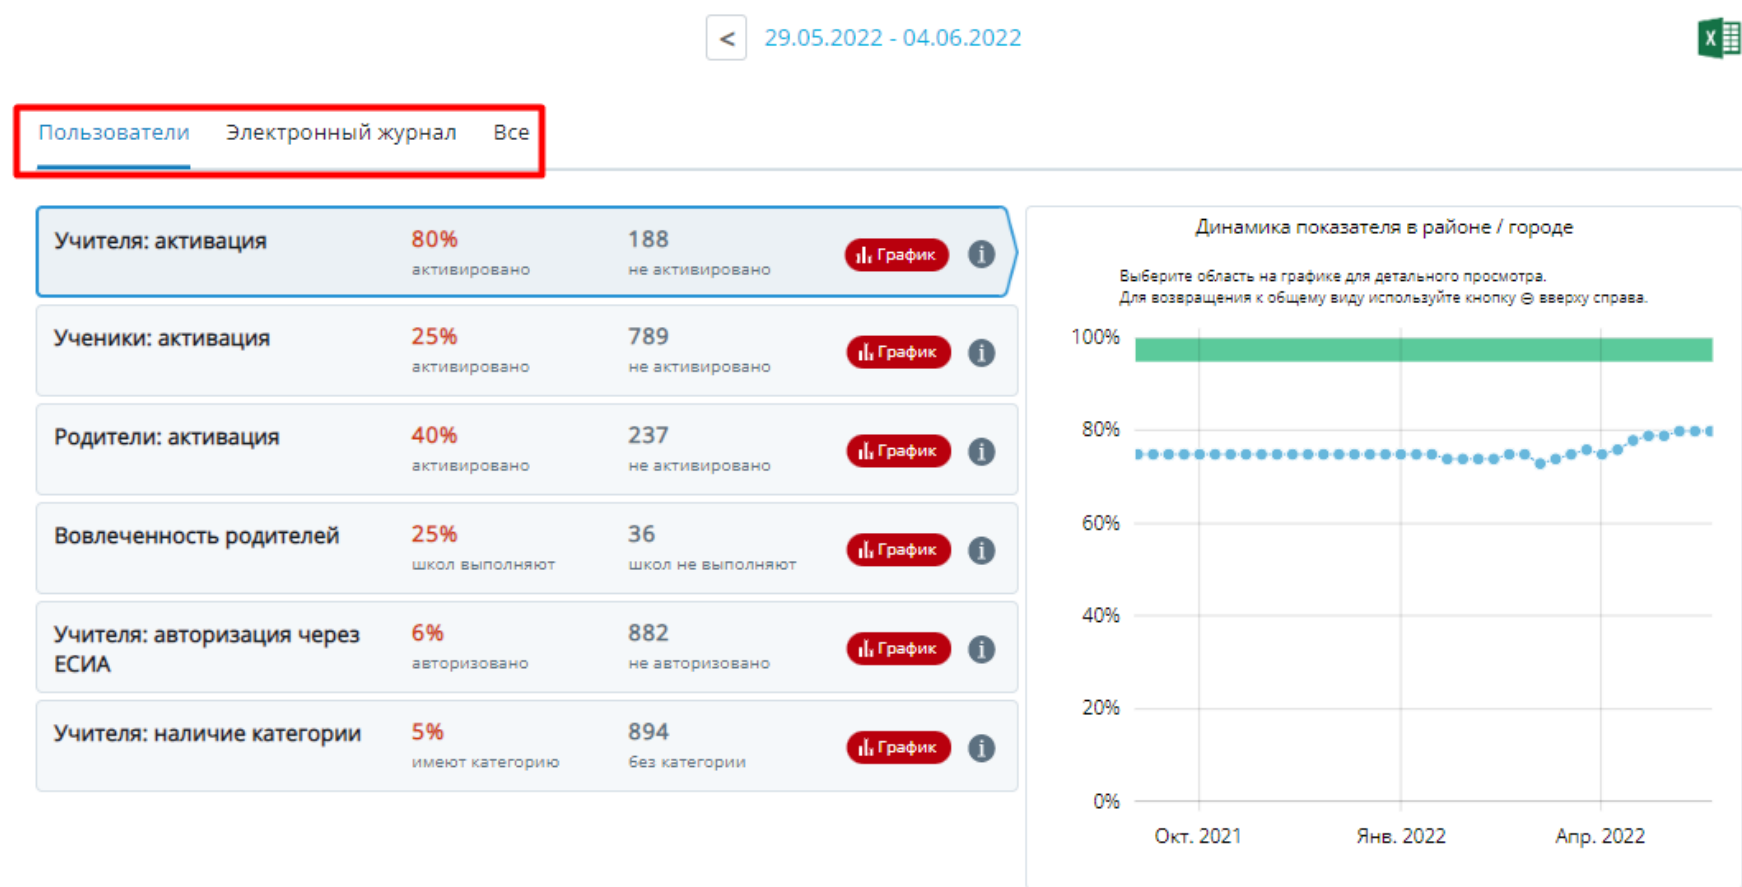 < 29.05.2022 - 04.06.2022
X
Пользователи Электронный журнал Все
Учителя: активация 80% 188 График i
активировано не активировано
Ученики: активация 25% 789 График i
активировано не активировано
Родители: активация 40% 237 График i
активировано не активировано
Вовлеченность родителей 25% 36 График i
школ выполняют школ не выполняют
Учителя: авторизация через 6% 882 График i
ЕСИА авторизовано не авторизовано
Учителя: наличие категории 5% 894 График i
имеют категорию без категории
Динамика показателя в районе / городе
Выберите область на графике для детального просмотра.
Для возвращения к общему виду используйте кнопку ⊖ вверху справа.
100%
80%
60%
40%
20%
0%
Окт. 2021 Янв. 2022 Апр. 2022